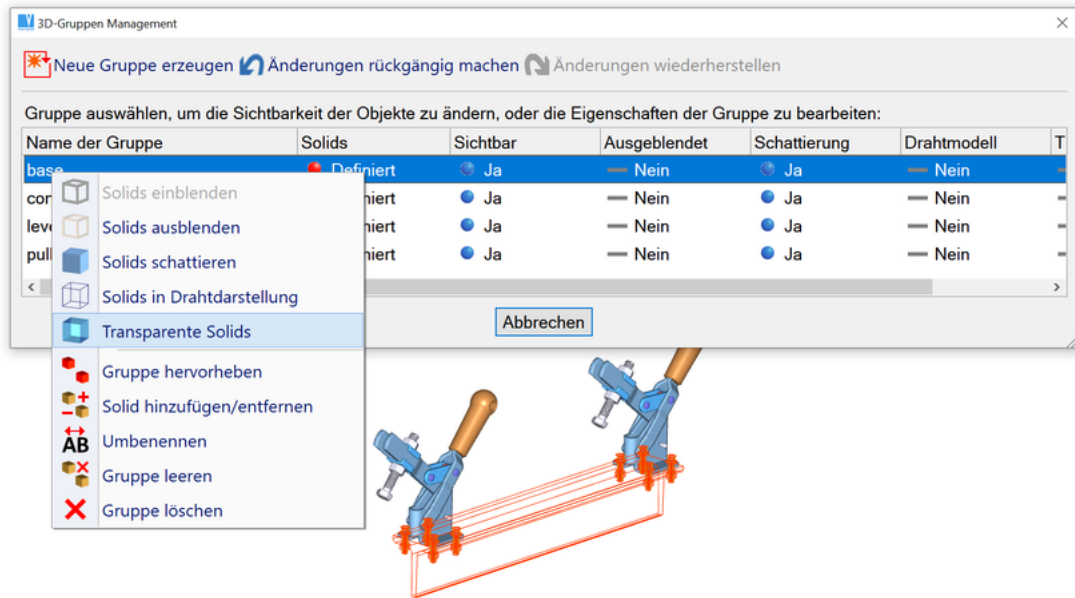 3D-Gruppen Management
Neue Gruppe erzeugen Änderungen rückgängig machen Änderungen wiederherstellen
Gruppe auswählen, um die Sichtbarkeit der Objekte zu ändern, oder die Eigenschaften der Gruppe zu bearbeiten:
Name der Gruppe Solids Sichtbar Ausgeblendet Schattierung Drahtmodell T
base Definiert Ja Nein Ja Nein
Ja Nein Ja Nein
Ja Nein Ja Nein
Ja Nein Ja Nein
Abbrechen
Solids einblenden
Solids ausblenden
Solids schattieren
Solids in Drahtdarstellung
Transparente Solids
Gruppe hervorheben
Solid hinzufügen/entfernen
AB Umbenennen
Gruppe leeren
Gruppe löschen